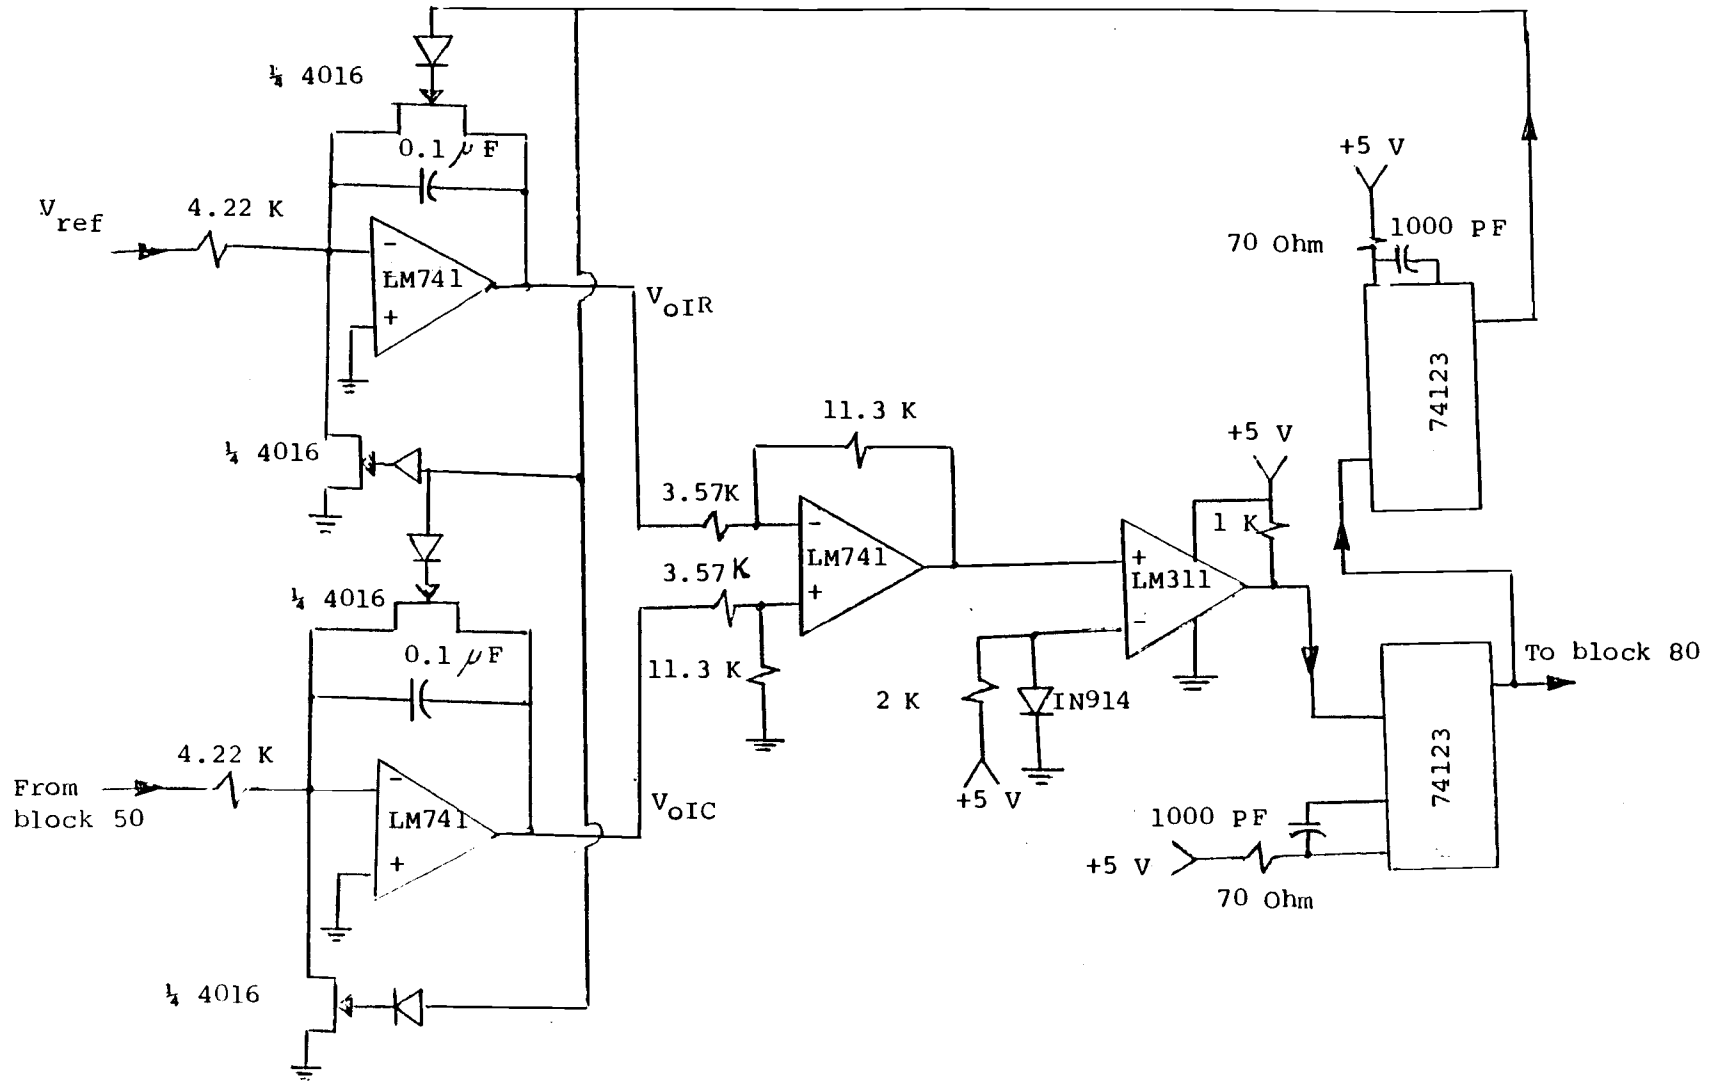 ¼ 4016
0.1 μF
V ref
4.22 K
-
LM741
+
VoIR
¼ 4016
¼ 4016
0.1 μF
4.22 K
From
block 50
-
LM741
+
VoIC
¼ 4016
11.3 K
3.57K
3.57 K
-
LM741
+
11.3 K
+5 V
1 K
+
LM311
-
2 K
IN914
+5 V
+5 V
70 Ohm
1000 PF
74123
To block 80
74123
1000 PF
+5 V
70 Ohm